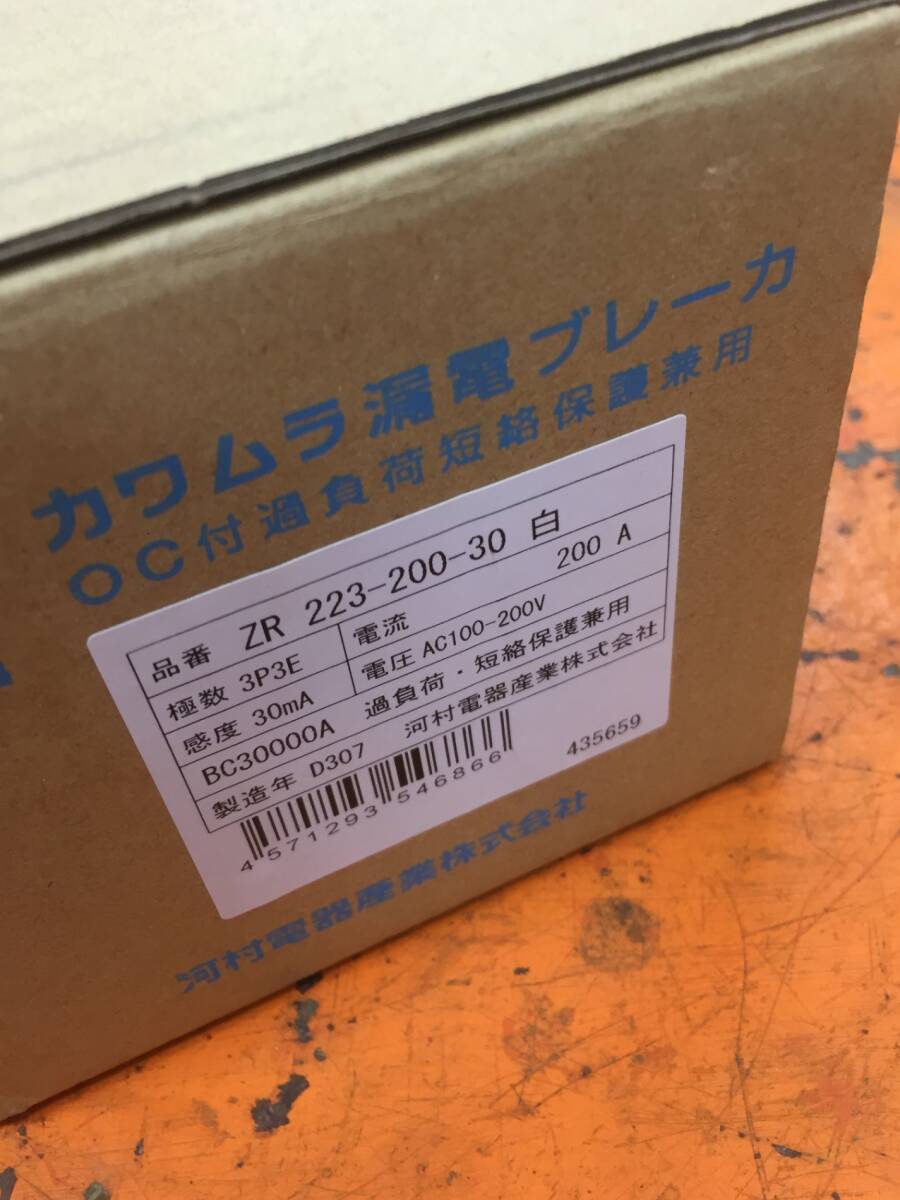 カワムラ漏電ブレーカ
OC付過負荷短絡保護兼用
品番 ZR 223-200-30 白
極数 3P3E 電流 200 A
感度 30mA 電圧 AC100-200V
BC30000A 過負荷・短絡保護兼用
製造年 D307 河村電器産業株式会社
4571293546866 435659
河村電器産業株式会社